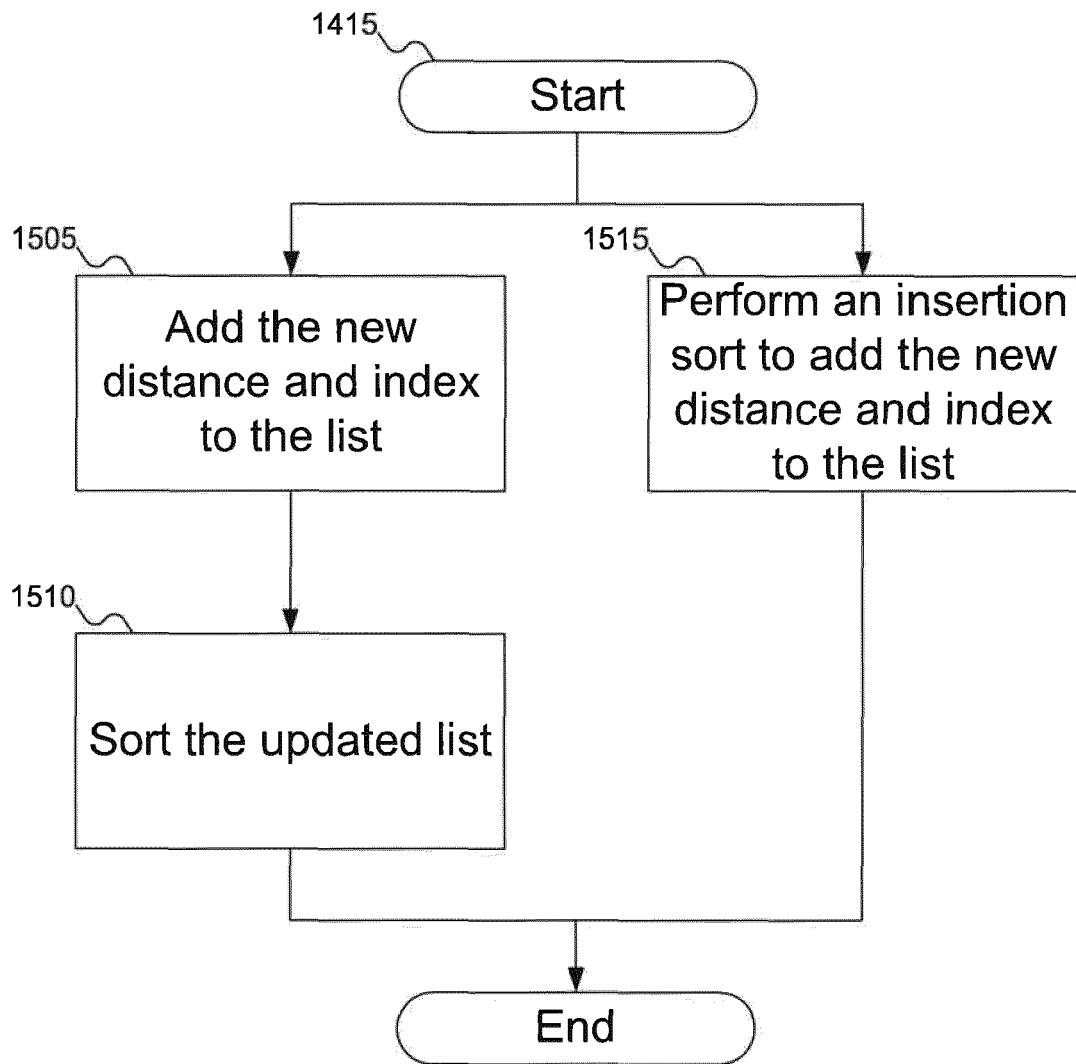 1415
Start
1505
Add the new
distance and index
to the list
1515
Perform an insertion
sort to add the new
distance and index
to the list
1510
Sort the updated list
End